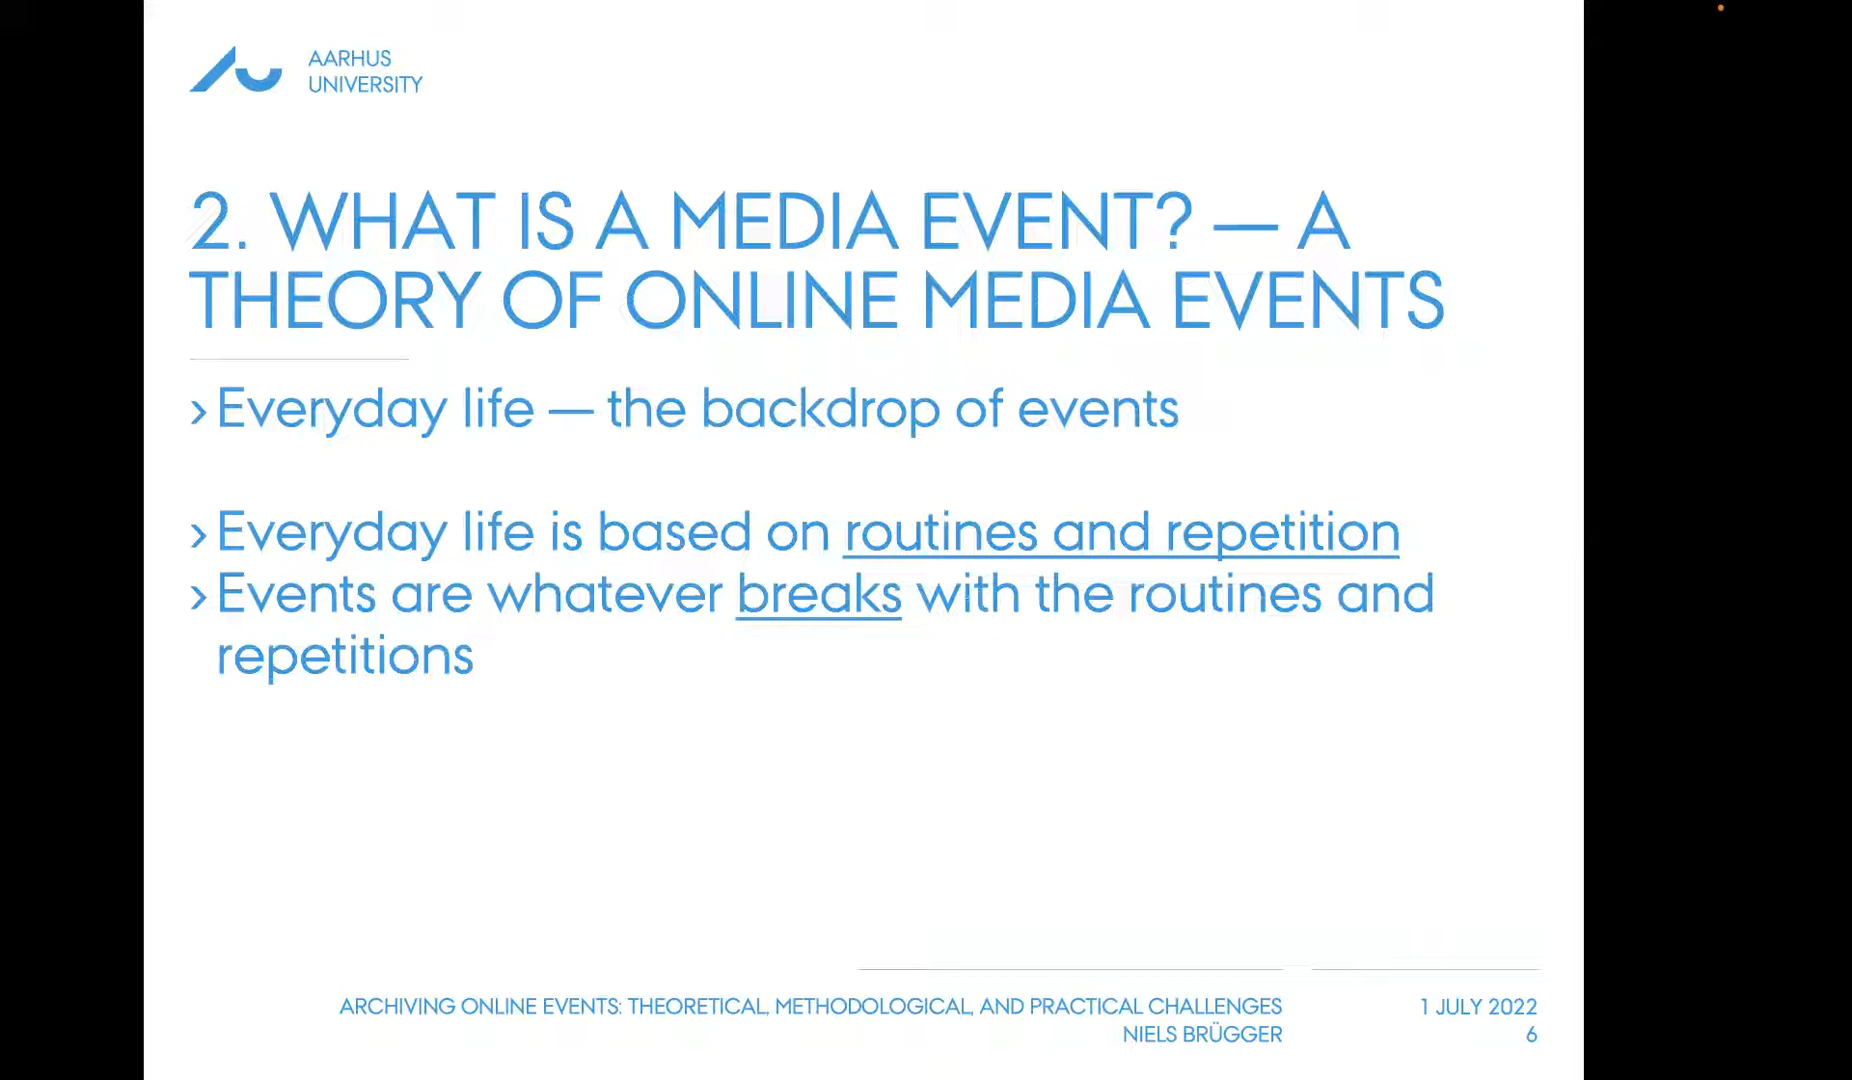 AARHUS
UNIVERSITY
2. WHAT IS A MEDIA EVENT? — A
THEORY OF ONLINE MEDIA EVENTS
› Everyday life — the backdrop of events
› Everyday life is based on routines and repetition
› Events are whatever breaks with the routines and
repetitions
ARCHIVING ONLINE EVENTS: THEORETICAL, METHODOLOGICAL, AND PRACTICAL CHALLENGES
NIELS BRÜGGER
1 JULY 2022
6